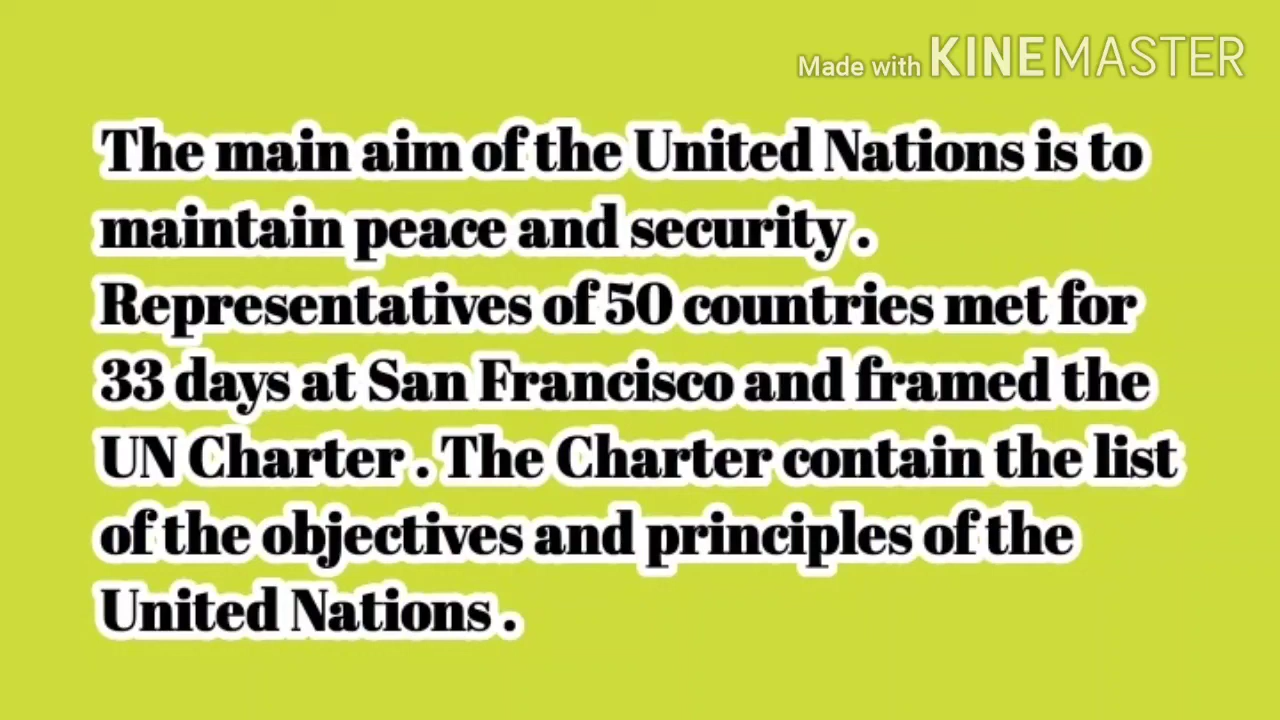 Made with KINEMASTER
The main aim of the United Nations is to
maintain peace and security .
Representatives of 50 countries met for
33 days at San Francisco and framed the
UN Charter . The Charter contain the list
of the objectives and principles of the
United Nations .